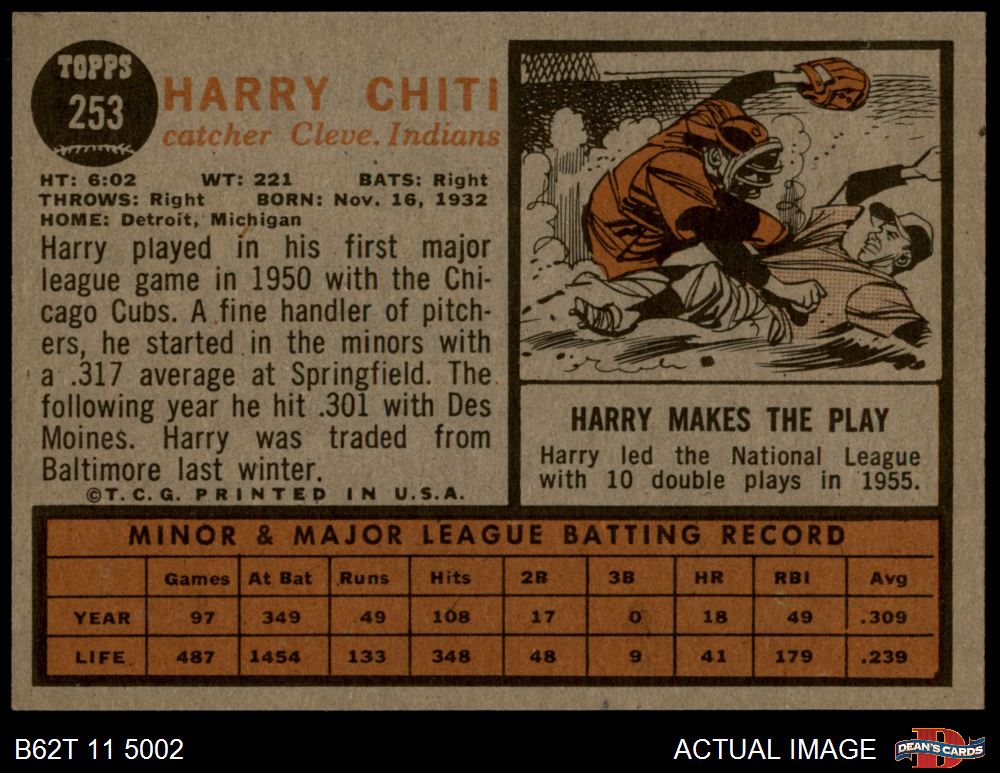 TOPPS
253
HARRY CHITI
catcher Cleve. Indians
HT: 6:02 WT: 221 BATS: Right
THROWS: Right BORN: Nov. 16, 1932
HOME: Detroit, Michigan
Harry played in his first major
league game in 1950 with the Chi-
cago Cubs. A fine handler of pitch-
ers, he started in the minors with
a .317 average at Springfield. The
following year he hit .301 with Des
Moines. Harry was traded from
Baltimore last winter.
©T.C.G. PRINTED IN U.S.A.
HARRY MAKES THE PLAY
Harry led the National League
with 10 double plays in 1955.
MINOR & MAJOR LEAGUE BATTING RECORD
Games At Bat Runs Hits 2B 3B HR RBI Avg
YEAR 97 349 49 108 17 0 18 49 .309
LIFE 487 1454 133 348 48 9 41 179 .239
B62T 11 5002 ACTUAL IMAGE DEAN'S CARDS